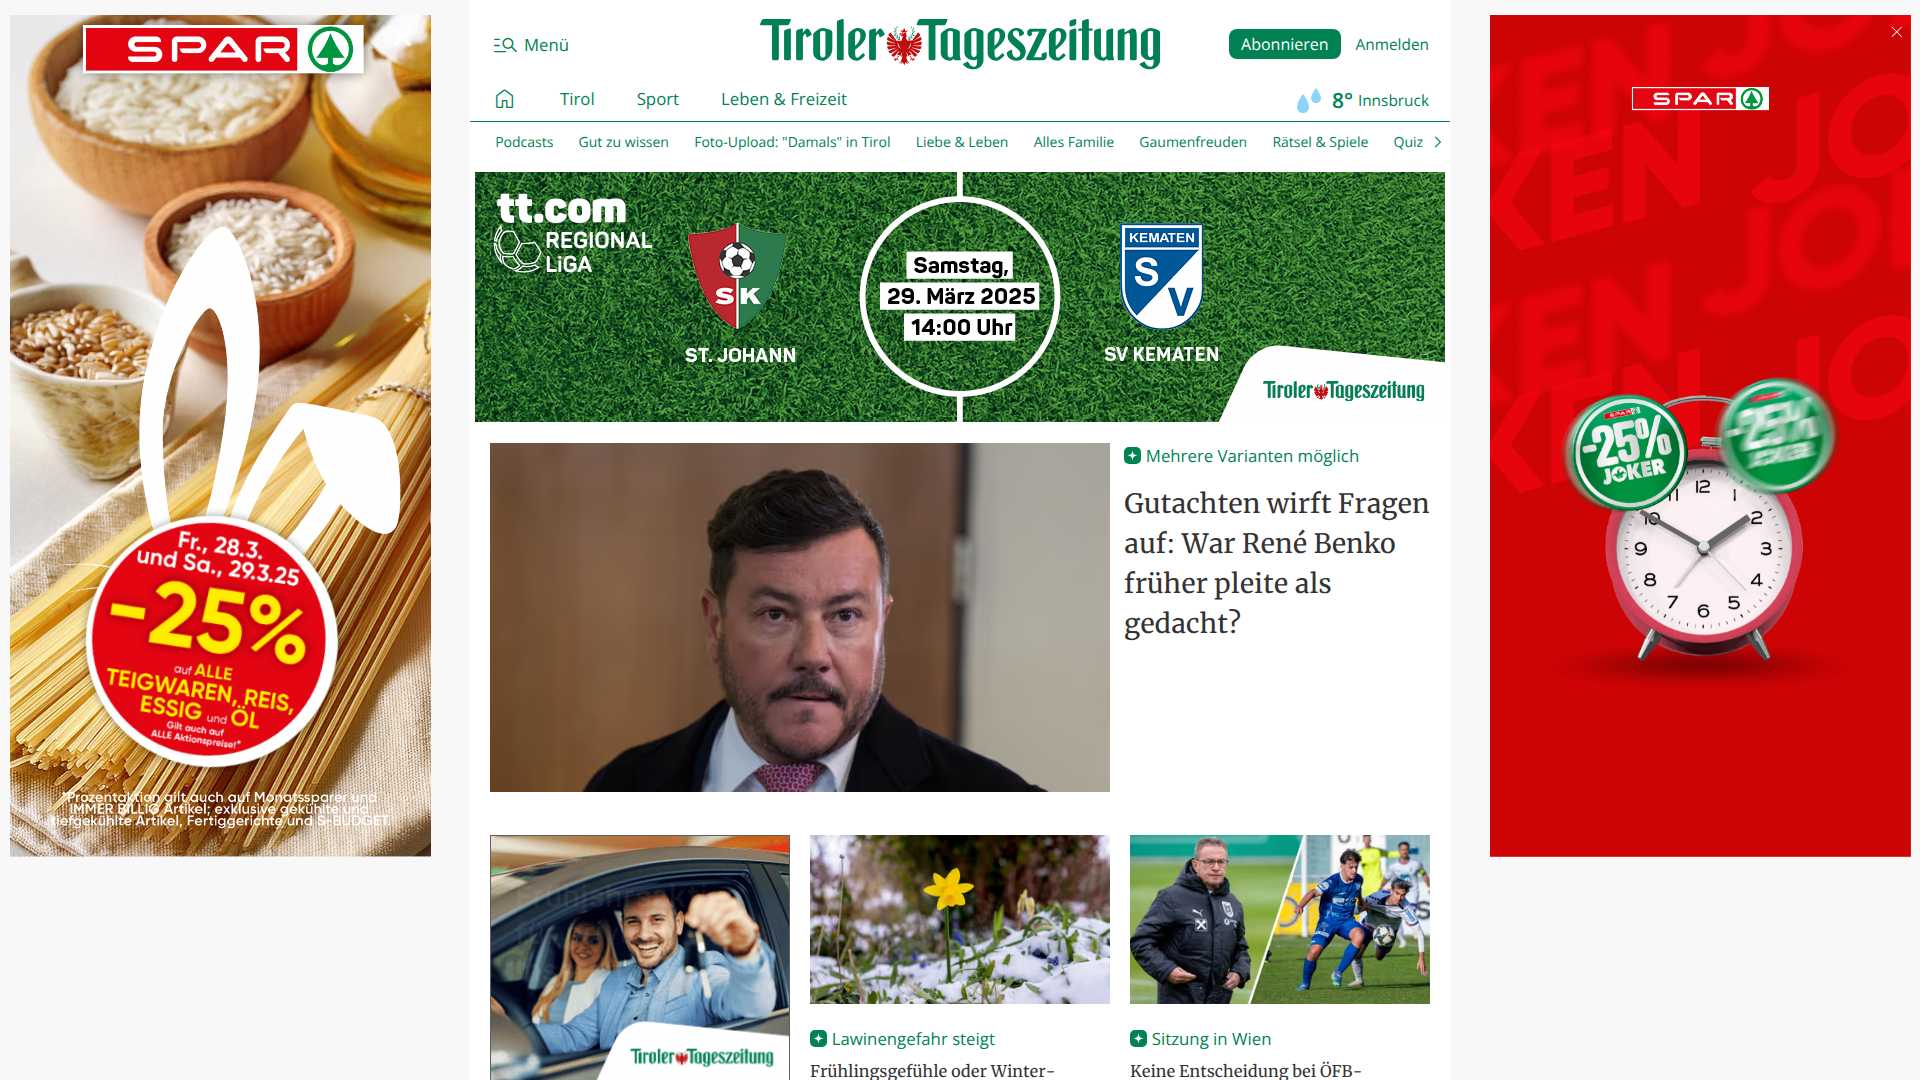 SPAR
Fr., 28.3.
und Sa., 29.3.25
-25%
auf ALLE
TEIGWAREN, REIS,
ESSIG und ÖL
Gilt auch auf
ALLE Aktionspreise!*
*Prozentaktion gilt auch auf Monatssparer und
IMMER BILLIG Artikel; exklusive gekühlte und
tiefgekühlte Artikel, Fertiggerichte und S-BUDGET.
Menü
Tiroler Tageszeitung
Abonnieren
Anmelden
Tirol
Sport
Leben & Freizeit
8° Innsbruck
Podcasts
Gut zu wissen
Foto-Upload: "Damals" in Tirol
Liebe & Leben
Alles Familie
Gaumenfreuden
Rätsel & Spiele
Quiz
tt.com
REGIONAL
LiGA
SK
ST. JOHANN
Samstag,
29. März 2025
14:00 Uhr
KEMATEN
S
V
SV KEMATEN
Tiroler Tageszeitung
Mehrere Varianten möglich
Gutachten wirft Fragen
auf: War René Benko
früher pleite als
gedacht?
Tiroler Tageszeitung
Lawinengefahr steigt
Frühlingsgefühle oder Winter-
Sitzung in Wien
Keine Entscheidung bei ÖFB-
SPAR
JOKEN
SPAR
-25%
JOKER
-25%
JOKER
12
2
3
4
5
6
7
8
9
10